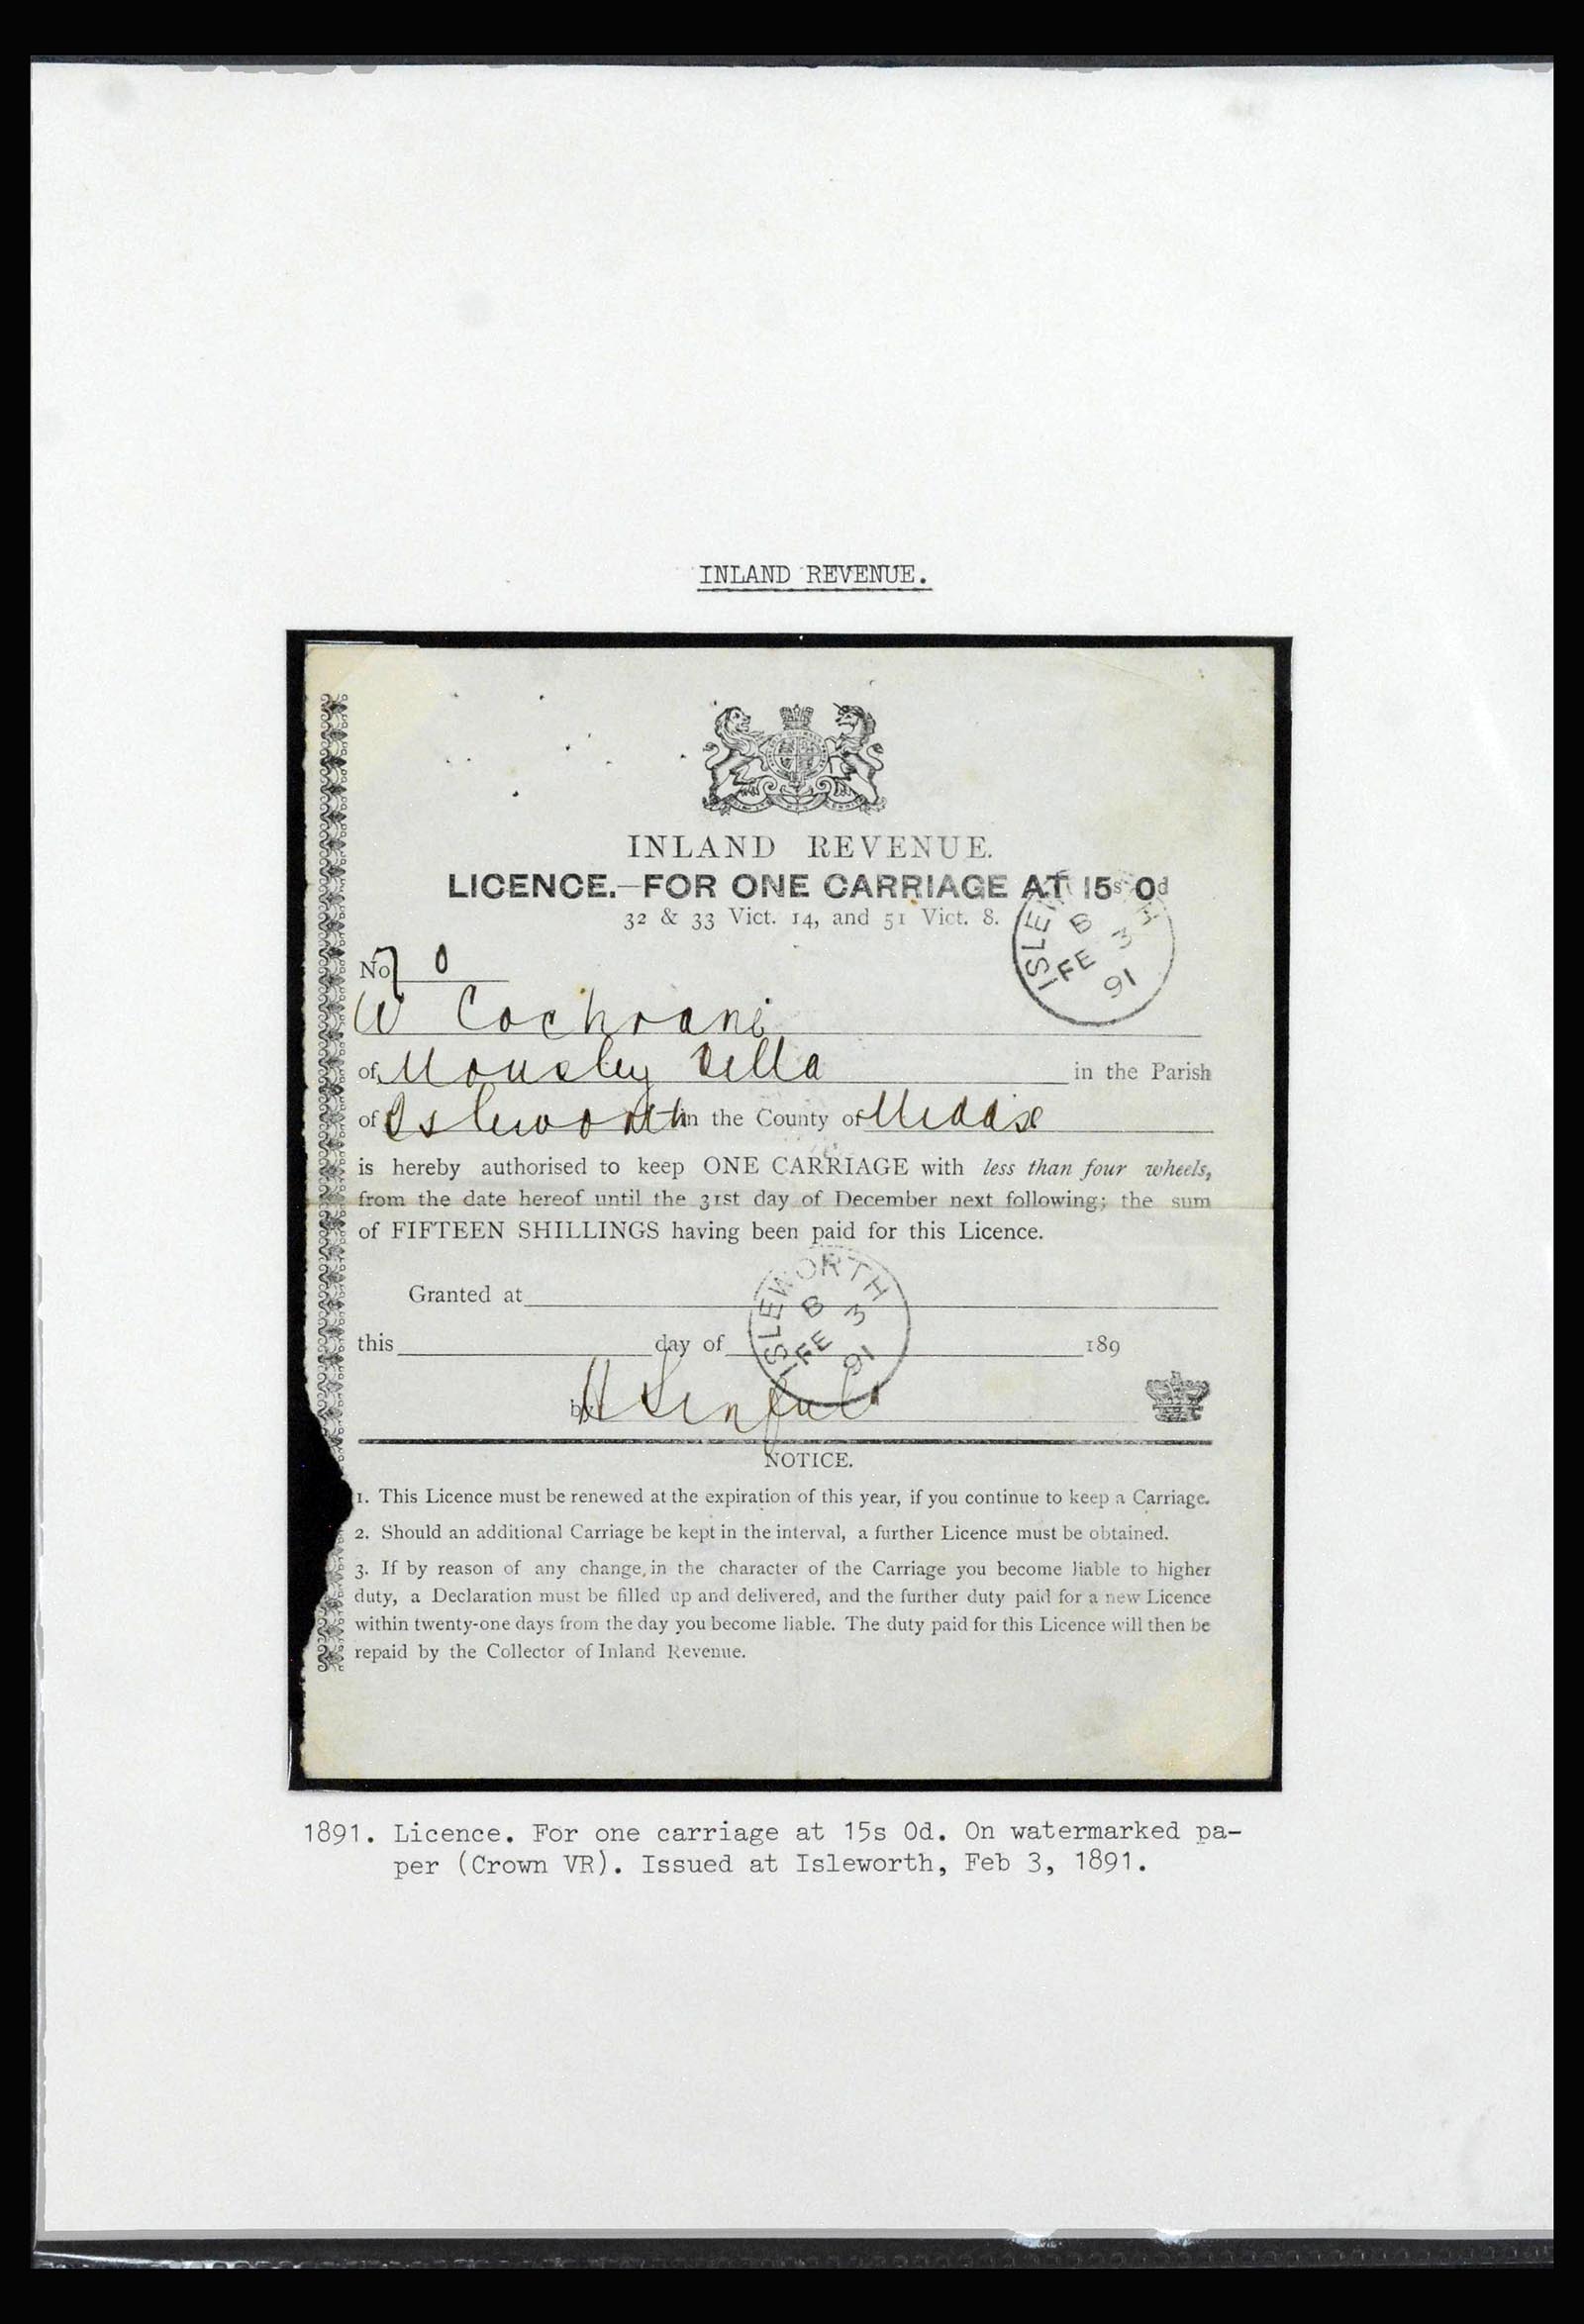 INLAND REVENUE.
INLAND REVENUE.
LICENCE.—FOR ONE CARRIAGE AT 15s 0d
32 & 33 Vict. 14, and 51 Vict. 8.
ISLEW H
B
FE 3
91
No 70
W Cochrane
of Mousley Villa in the Parish
of Isleworth in the County of Middx
is hereby authorised to keep ONE CARRIAGE with less than four wheels,
from the date hereof until the 31st day of December next following; the sum
of FIFTEEN SHILLINGS having been paid for this Licence.
ISLEWORTH
B
FE 3
91
Granted at
this day of 189
by H
NOTICE.
1. This Licence must be renewed at the expiration of this year, if you continue to keep a Carriage.
2. Should an additional Carriage be kept in the interval, a further Licence must be obtained.
3. If by reason of any change in the character of the Carriage you become liable to higher
duty, a Declaration must be filled up and delivered, and the further duty paid for a new Licence
within twenty-one days from the day you become liable. The duty paid for this Licence will then be
repaid by the Collector of Inland Revenue.
1891. Licence. For one carriage at 15s 0d. On watermarked pa-
per (Crown VR). Issued at Isleworth, Feb 3, 1891.